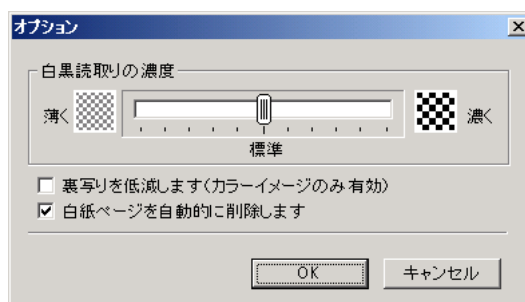 オプション
白黒読取りの濃度
薄く 濃く
標準
裏写りを低減します(カラーイメージのみ有効)
白紙ページを自動的に削除します
OK キャンセル